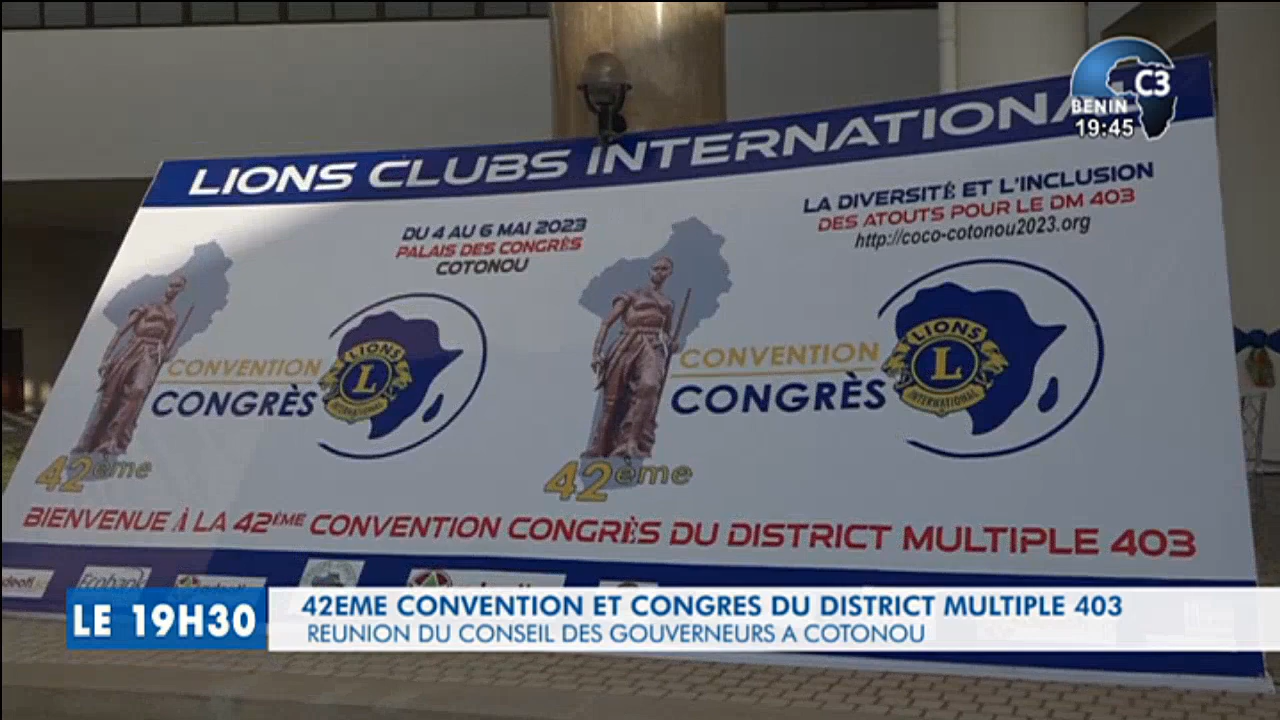 C3
BENIN
19:45
LIONS CLUBS INTERNATIONA
DU 4 AU 6 MAI 2023
PALAIS DES CONGRÈS
COTONOU
LA DIVERSITÉ ET L'INCLUSION
DES ATOUTS POUR LE DM 403
http://coco-cotonou2023.org
CONVENTION
CONGRÈS
LIONS
L
INTERNATIONAL
42ème
CONVENTION
CONGRÈS
LIONS
L
INTERNATIONAL
42ème
BIENVENUE À LA 42ÈME CONVENTION CONGRÈS DU DISTRICT MULTIPLE 403
Ecobank
LE 19H30
42EME CONVENTION ET CONGRES DU DISTRICT MULTIPLE 403
REUNION DU CONSEIL DES GOUVERNEURS A COTONOU